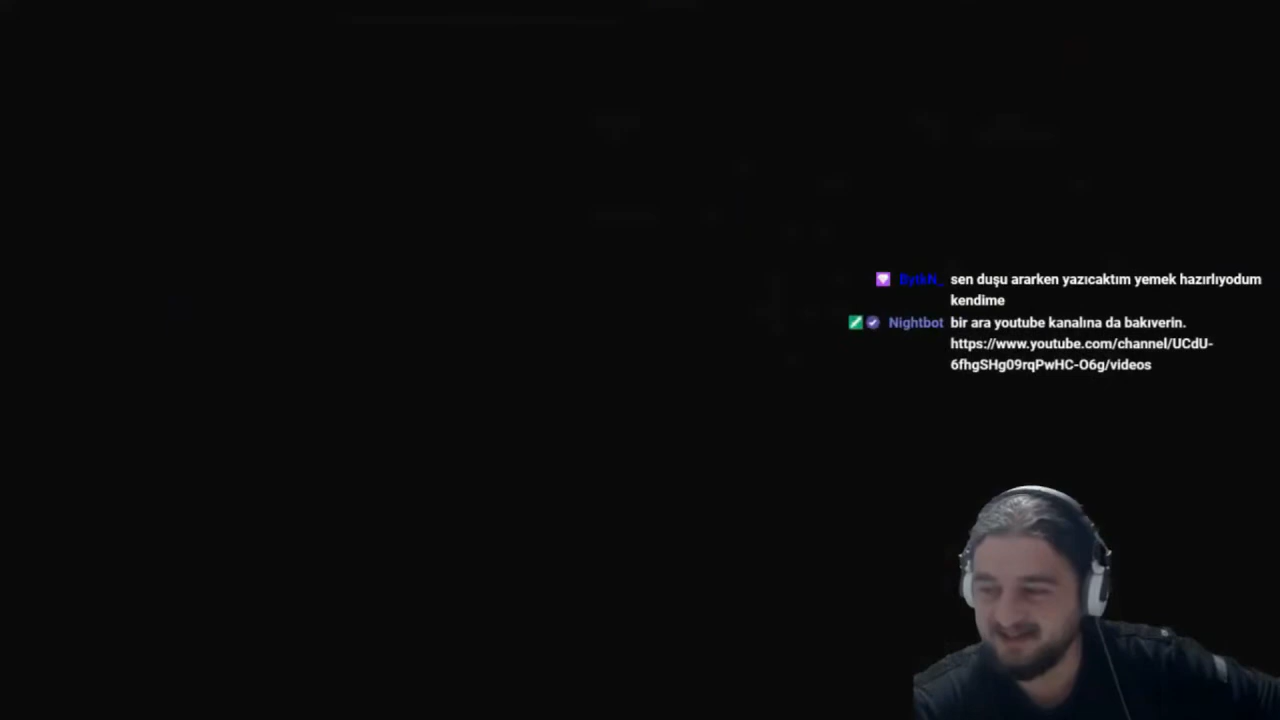 BytkN_ sen duşu ararken yazıcaktım yemek hazırlıyodum
kendime
Nightbot bir ara youtube kanalına da bakıverin.
https://www.youtube.com/channel/UCdU-
6fhgSHg09rqPwHC-O6g/videos